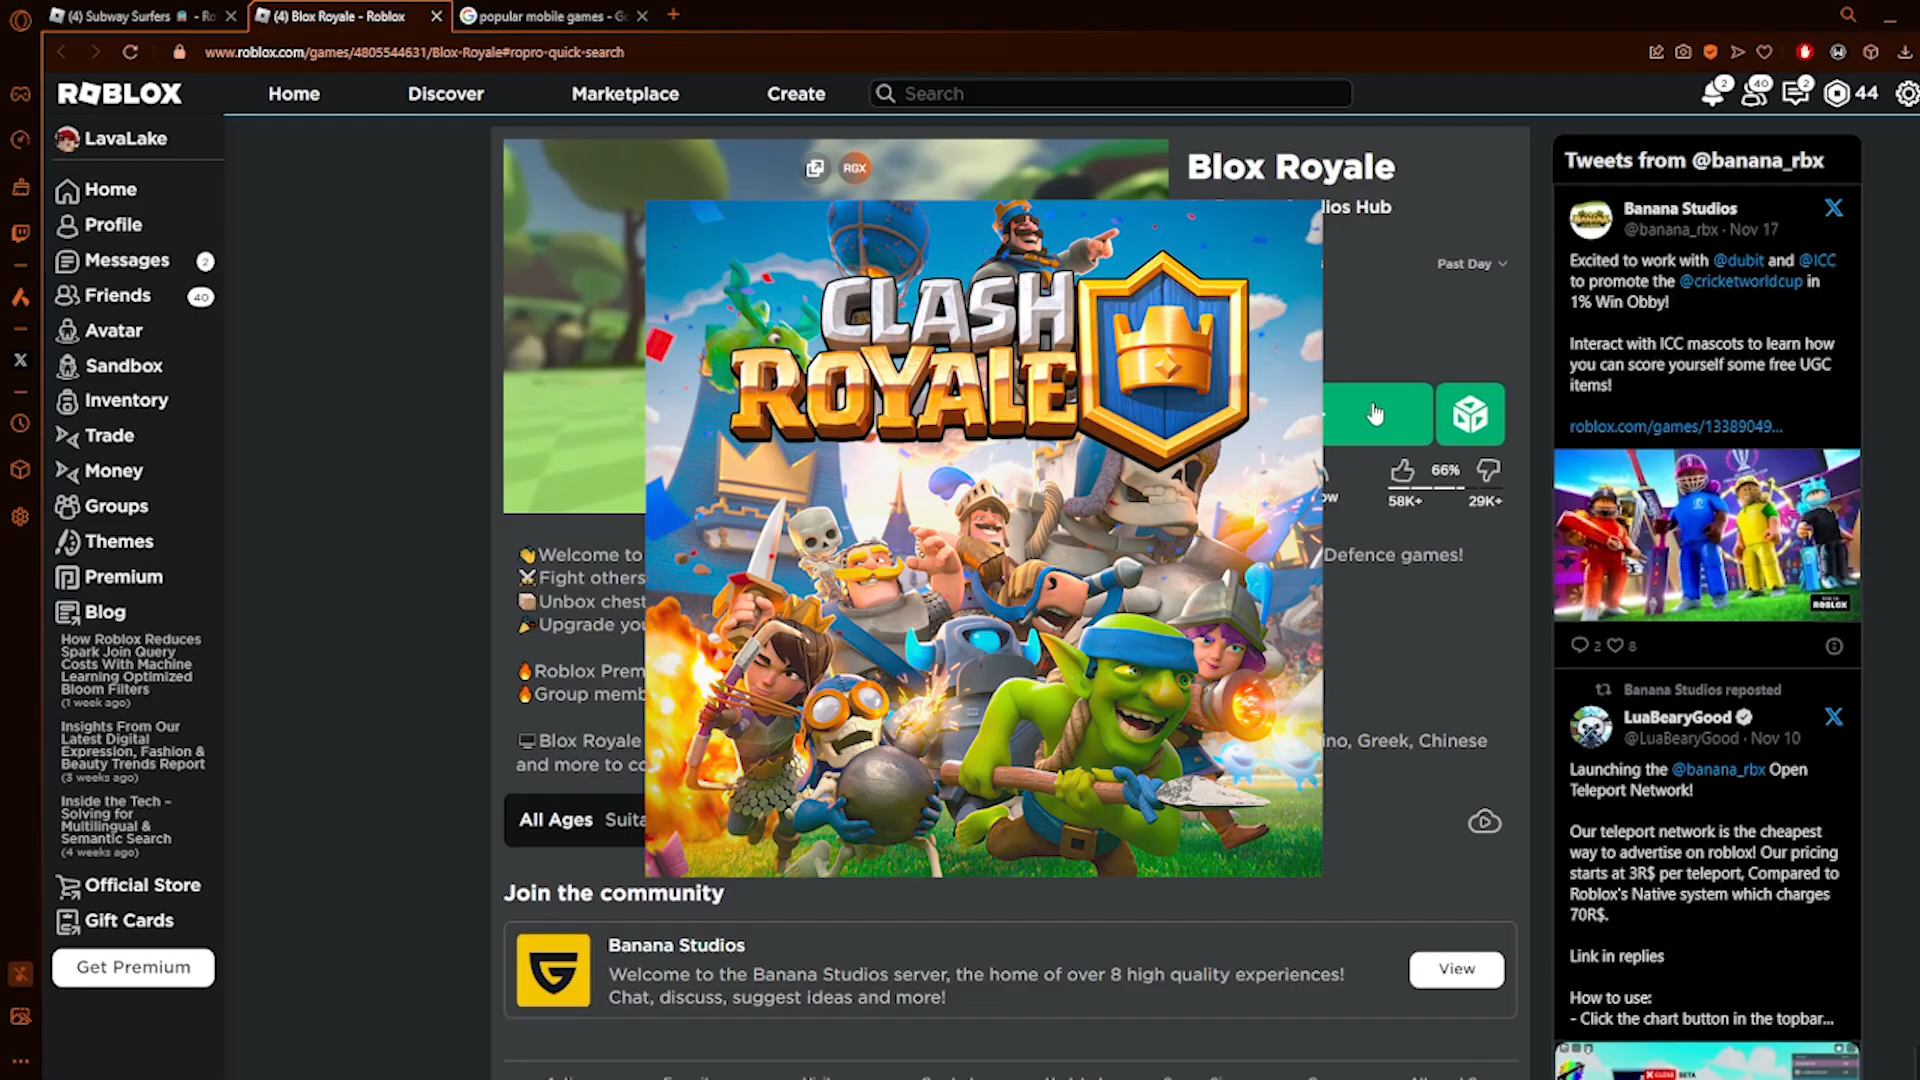 (4) Subway Surfers
(4) Blox Royale - Roblox
popular mobile games - G
www.roblox.com/games/4805544631/Blox-Royale#ropro-quick-search
ROBLOX
Home
Discover
Marketplace
Create
Search
2
40
2
44
LavaLake
Home
Profile
Messages
2
Friends
40
Avatar
Sandbox
Inventory
Trade
Money
Groups
Themes
Premium
Blog
How Roblox Reduces
Spark Join Query
Costs With Machine
Learning Optimized
Bloom Filters
(1 week ago)
Insights From Our
Latest Digital
Expression, Fashion &
Beauty Trends Report
(3 weeks ago)
Inside the Tech -
Solving for
Multilingual &
Semantic Search
(4 weeks ago)
Official Store
Gift Cards
Get Premium
RGX
Blox Royale
ios Hub
Past Day
CLASH
ROYALE
66%
58K+
29K+
Welcome to
Defence games!
Fight others
Unbox chest
Upgrade you
Roblox Prem
Group memb
Blox Royale
ino, Greek, Chinese
and more to co
All Ages Suita
Join the community
Banana Studios
Welcome to the Banana Studios server, the home of over 8 high quality experiences!
Chat, discuss, suggest ideas and more!
View
Tweets from @banana_rbx
Banana Studios
@banana_rbx · Nov 17
Excited to work with @dubit and @ICC
to promote the @cricketworldcup in
1% Win Obby!
Interact with ICC mascots to learn how
you can score yourself some free UGC
items!
roblox.com/games/13389049...
ROBLOX
2
8
Banana Studios reposted
LuaBearyGood
@LuaBearyGood · Nov 10
Launching the @banana_rbx Open
Teleport Network!
Our teleport network is the cheapest
way to advertise on roblox! Our pricing
starts at 3R$ per teleport, Compared to
Roblox's Native system which charges
70R$.
Link in replies
How to use:
- Click the chart button in the topbar...
CLOSE BETA